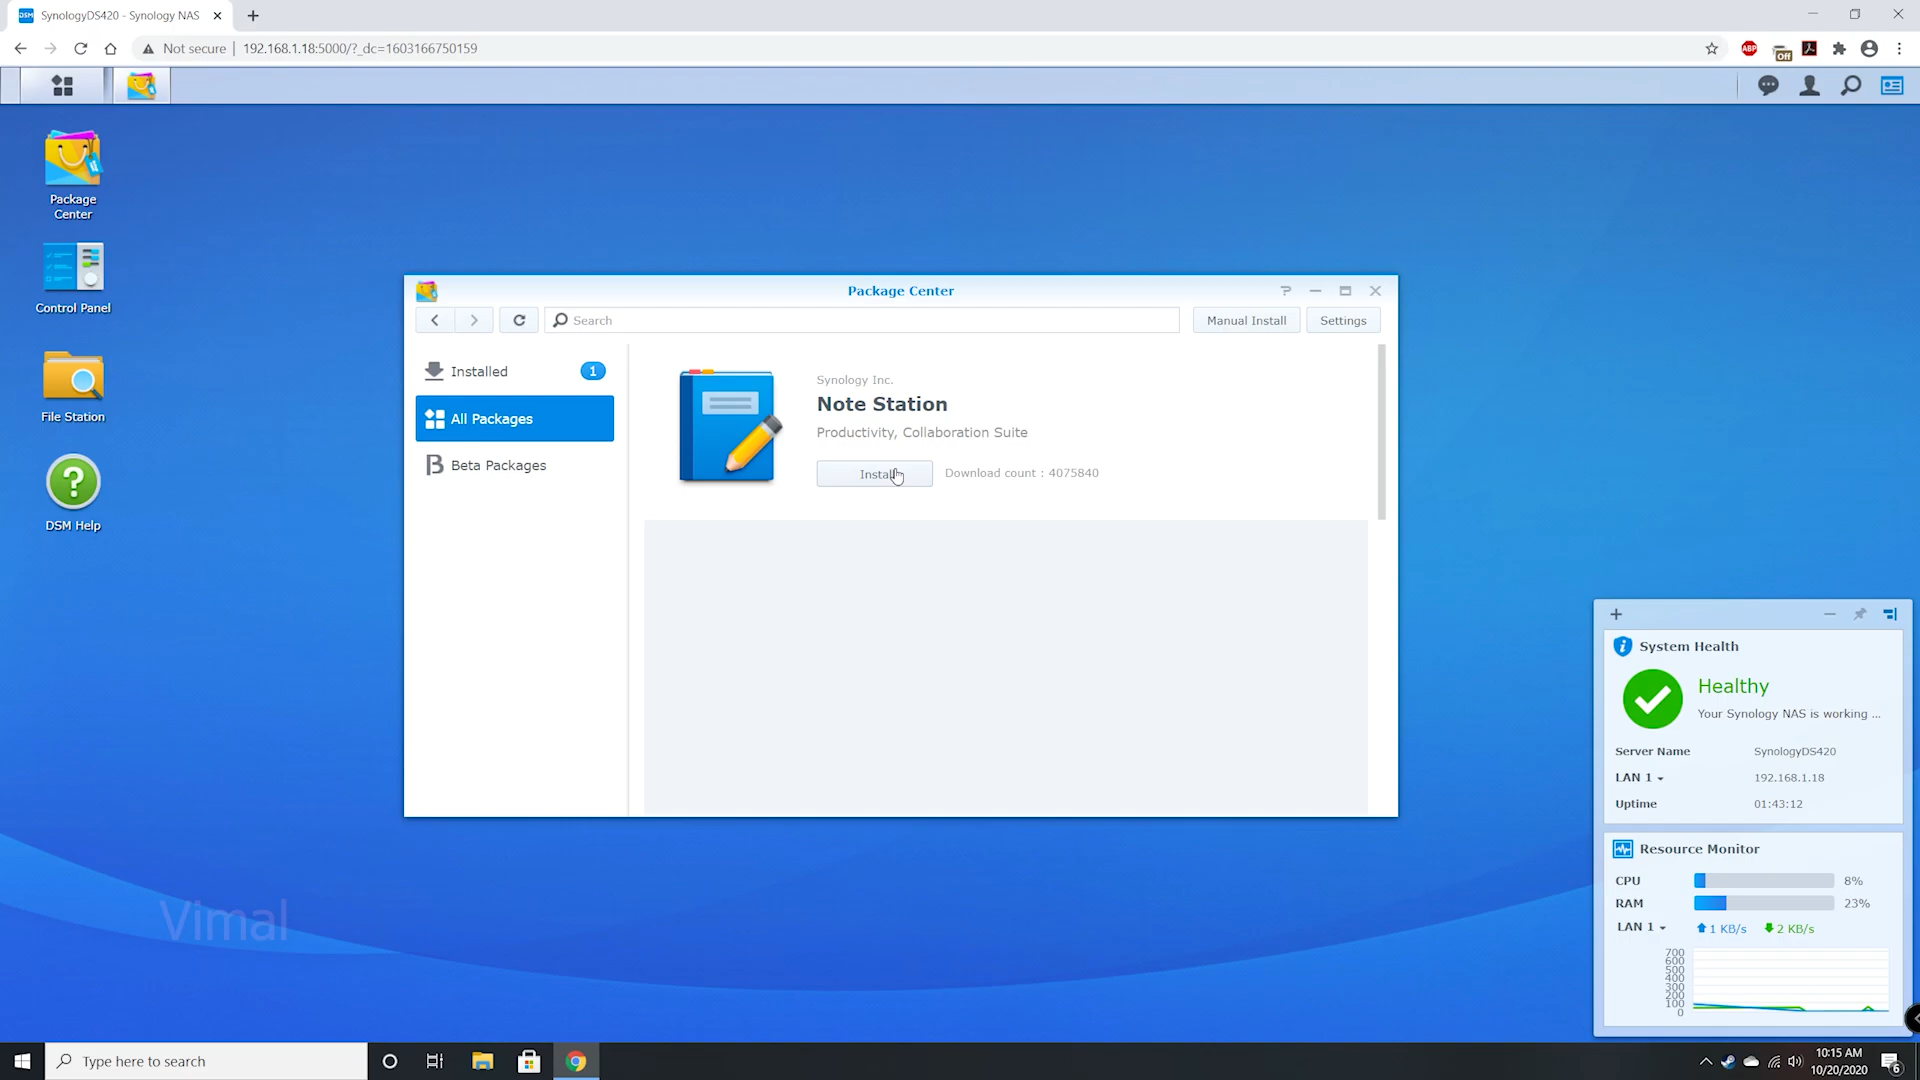 SynologyDS420 - Synology NAS
Not secure
192.168.1.18:5000/?_dc=1603166750159
ABP
Off
Package
Center
Control Panel
File Station
DSM Help
Package Center
Search
Manual Install
Settings
Installed
1
All Packages
Beta Packages
Synology Inc.
Note Station
Productivity, Collaboration Suite
Install
Download count : 4075840
System Health
Healthy
Your Synology NAS is working ...
Server Name SynologyDS420
LAN 1 192.168.1.18
Uptime 01:43:12
Resource Monitor
CPU 8%
RAM 23%
LAN 1 1 KB/s 2 KB/s
700
600
500
400
300
200
100
0
Vimal
Type here to search
10:15 AM
10/20/2020
6